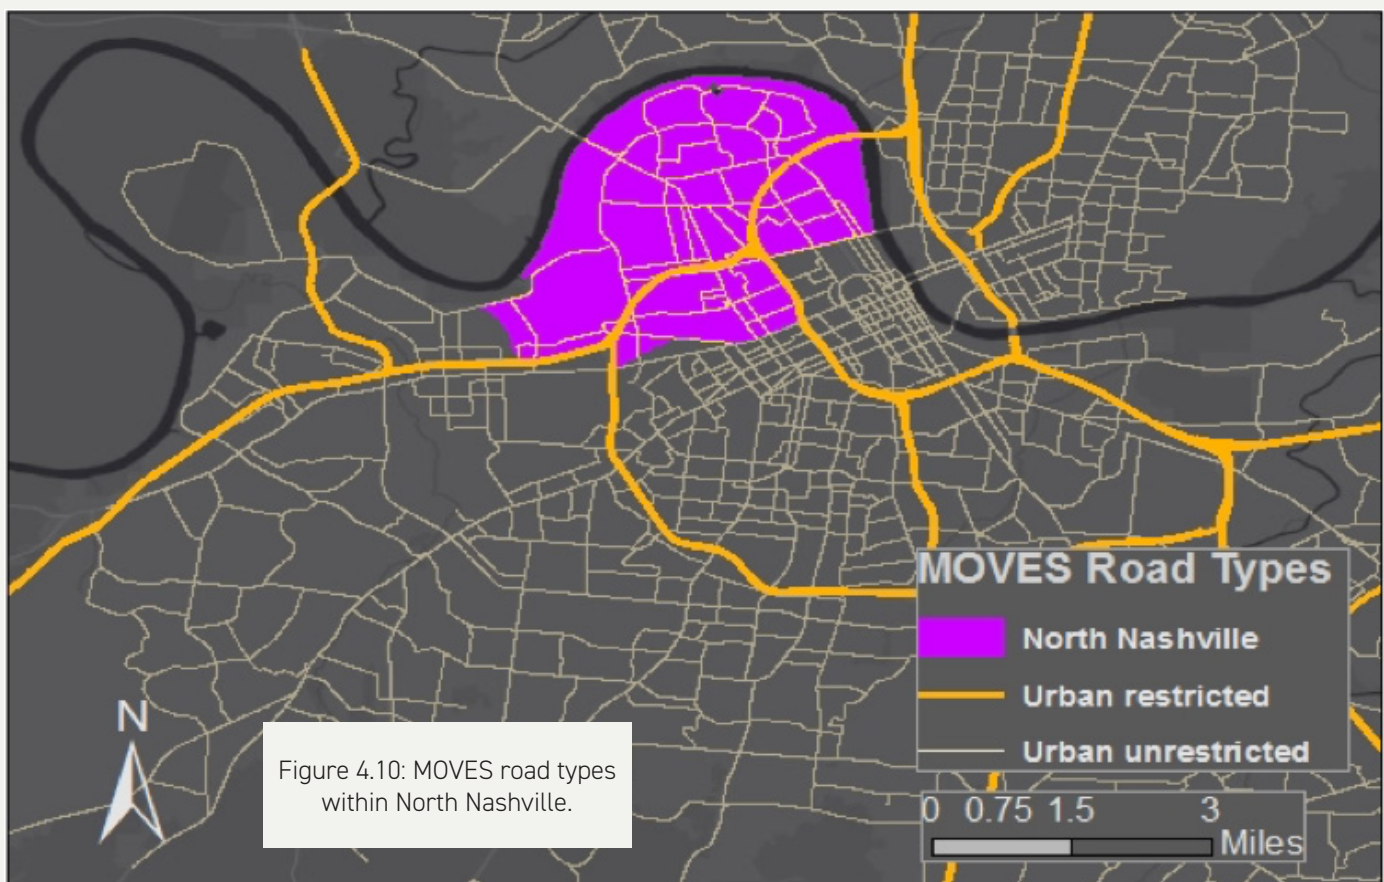 MOVES Road Types
North Nashville
Urban restricted
Urban unrestricted
N
Figure 4.10: MOVES road types
within North Nashville.
0 0.75 1.5 3
Miles